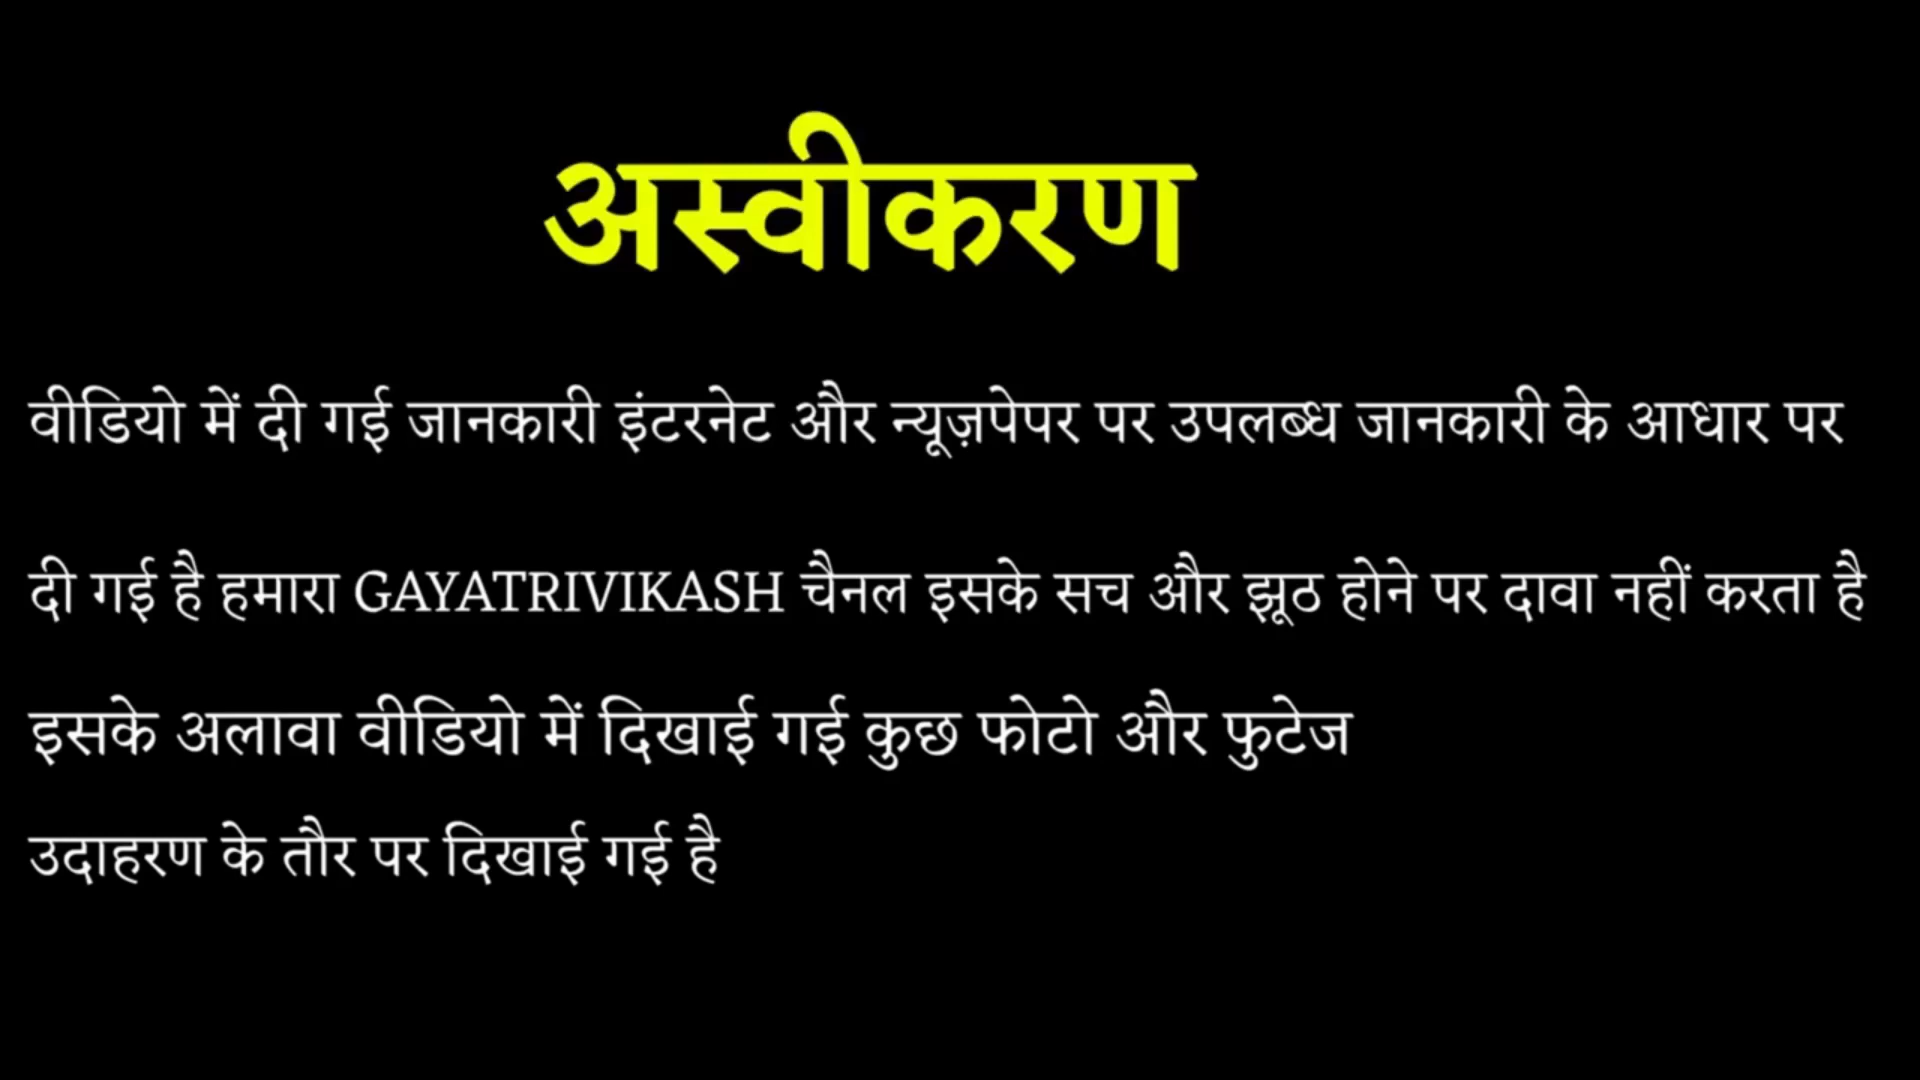 अस्वीकरण
वीडियो में दी गई जानकारी इंटरनेट और न्यूज़पेपर पर उपलब्ध जानकारी के आधार पर
दी गई है हमारा GAYATRIVIKASH चैनल इसके सच और झूठ होने पर दावा नहीं करता है
इसके अलावा वीडियो में दिखाई गई कुछ फोटो और फुटेज
उदाहरण के तौर पर दिखाई गई है